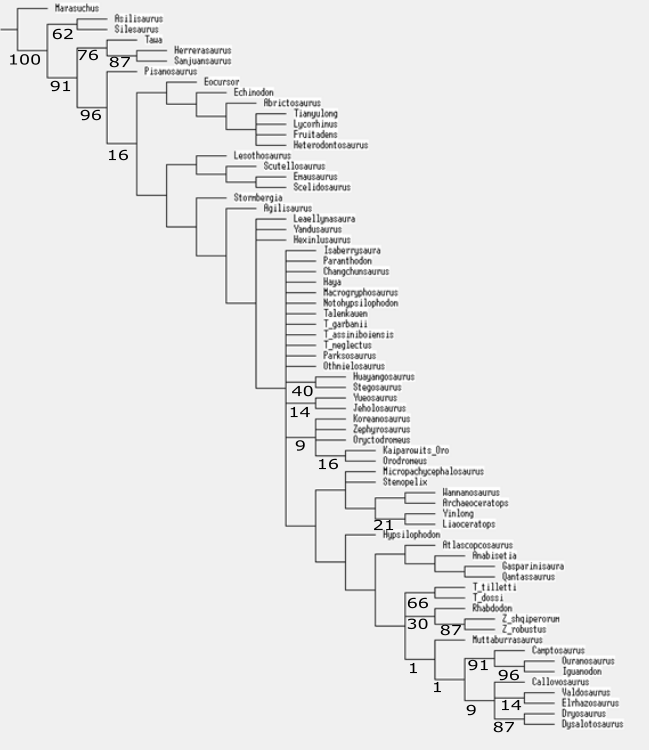 Marasuchus
Asilisaurus
62 Silesaurus
Tawa
100 76 Herrerasaurus
87 Sanjuansaurus
91 Pisanosaurus
Eocursor
Echinodon
Abrictosaurus
96 Tianyulong
Lycorhinus
Fruitadens
Heterodontosaurus
16 Lesothosaurus
Scutellosaurus
Emausaurus
Scelidosaurus
Stormbergia
Agilisaurus
Leaellynasaura
Yandusaurus
Hexinlusaurus
Isaberrysaura
Paranthodon
Changchunsaurus
Haya
Macrogryphosaurus
Notohypsilophodon
Talenkauen
T_garbanii
T_assiniboiensis
T_neglectus
Parksosaurus
Othnielosaurus
Huayangosaurus
40 Stegosaurus
Yueosaurus
14 Jeholosaurus
Koreanosaurus
Zephyrosaurus
9 Oryctodromeus
Kaiparowits_Oro
16 Orodromeus
Micropachycephalosaurus
Stenopelix
Wannanosaurus
Archaeoceratops
Yinlong
21 Liaoceratops
Hypsilophodon
Atlascopcosaurus
Anabisetia
Gasparinisaura
Qantassaurus
T_tilletti
66 T_dossi
Rhabdodon
30 Z_shqiperorum
87 Z_robustus
Muttaburrasaurus
Camptosaurus
1 91 Ouranosaurus
96 Iguanodon
1 Callovosaurus
Valdosaurus
9 14 Elrhazosaurus
Dryosaurus
87 Dysalotosaurus